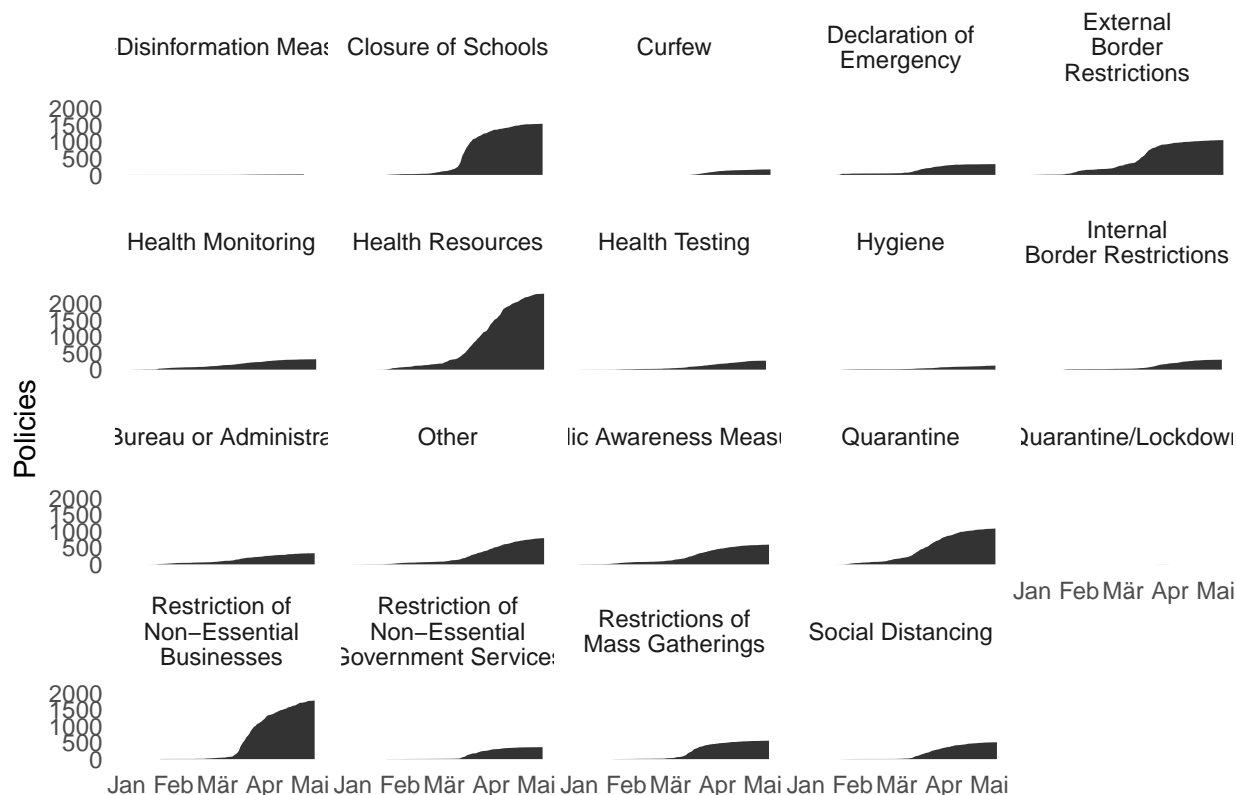 Disinformation Meas
Closure of Schools
Curfew
Declaration of
Emergency
External
Border
Restrictions
2000
1500
1000
500
0
Health Monitoring
Health Resources
Health Testing
Hygiene
Internal
Border Restrictions
2000
1500
1000
500
0
Policies
Bureau or Administra
Other
lic Awareness Measu
Quarantine
Quarantine/Lockdown
2000
1500
1000
500
0
Jan Feb Mär Apr Mai
Restriction of
Non−Essential
Businesses
Restriction of
Non−Essential
Government Services
Restrictions of
Mass Gatherings
Social Distancing
2000
1500
1000
500
0
Jan Feb Mär Apr Mai
Jan Feb Mär Apr Mai
Jan Feb Mär Apr Mai
Jan Feb Mär Apr Mai